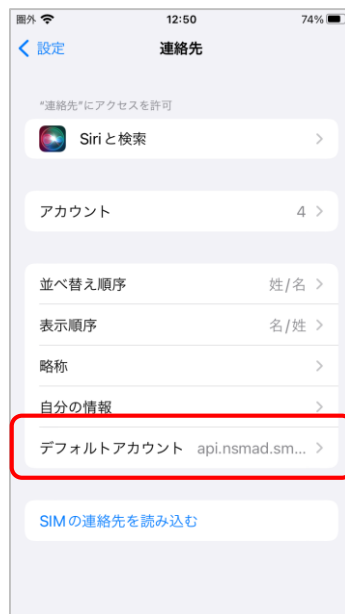 圏外 12:50 74%
設定 連絡先
"連絡先"にアクセスを許可
Siriと検索
アカウント 4
並べ替え順序 姓/名
表示順序 名/姓
略称
自分の情報
デフォルトアカウント api.nsmad.sm...
SIMの連絡先を読み込む